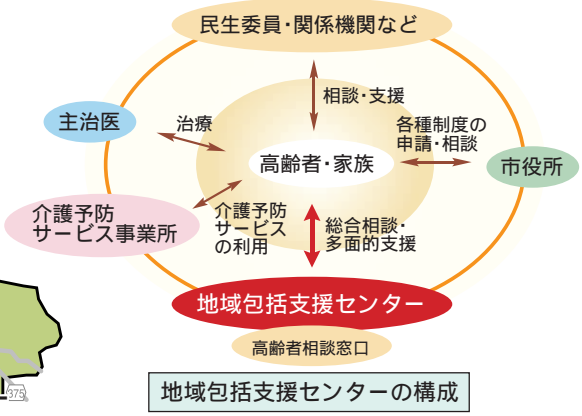 民生委員・関係機関など
相談・支援
主治医
治療
各種制度の
申請・相談
高齢者・家族
市役所
介護予防
サービス事業所
介護予防
サービス
の利用
総合相談・
多面的支援
地域包括支援センター
高齢者相談窓口
375
地域包括支援センターの構成